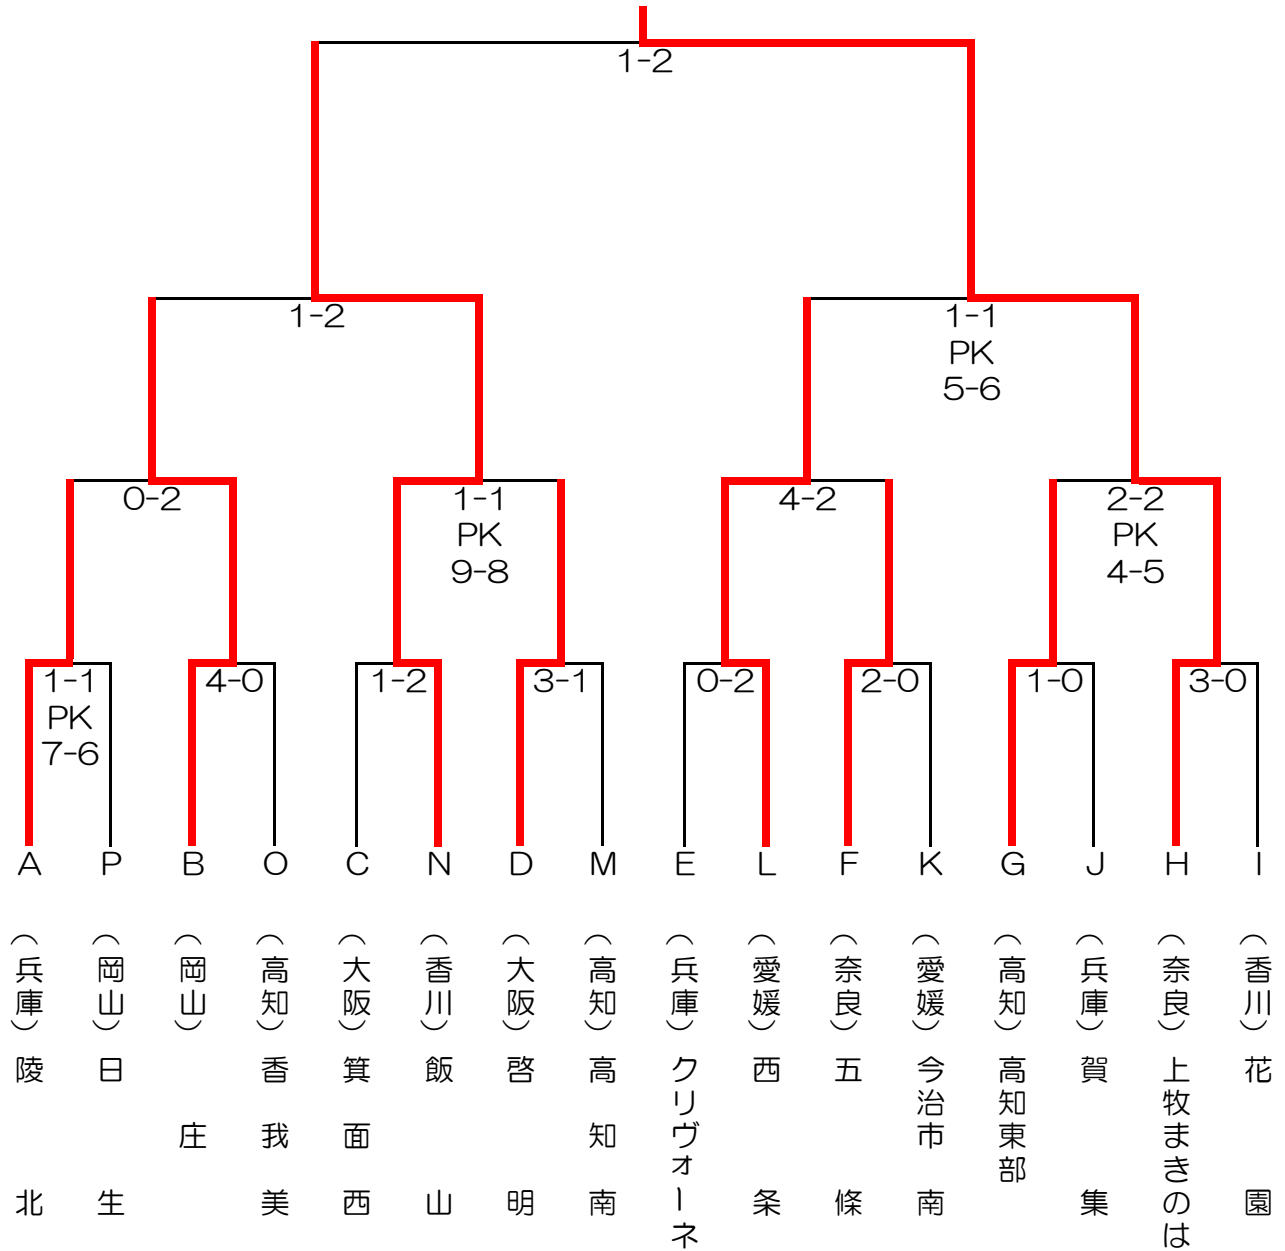 1-2
1-2
1-1
PK
5-6
0-2
1-1
PK
9-8
4-2
2-2
PK
4-5
1-1
PK
7-6
4-0
1-2
3-1
0-2
2-0
1-0
3-0
A
P
B
O
C
N
D
M
E
L
F
K
G
J
H
I
(兵庫)陵北
(岡山)日生
(岡山)庄
(高知)香我美
(大阪)箕面西
(香川)飯山
(大阪)啓明
(高知)高知南
(兵庫)クリヴォーネ
(愛媛)西条
(奈良)五條
(愛媛)今治市南
(高知)高知東部
(兵庫)賀集
(奈良)上牧まきのは
(香川)花園